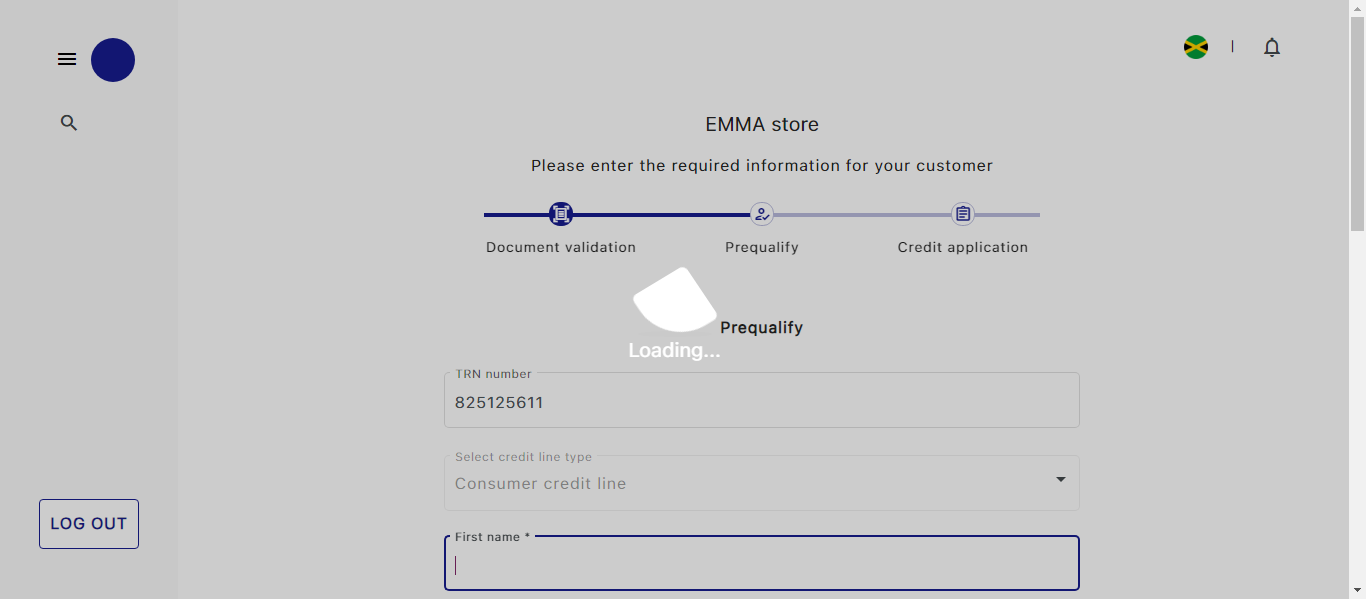 EMMA store
Please enter the required information for your customer
Document validation
Prequalify
Credit application
Prequalify
Loading...
TRN number
825125611
Select credit line type
Consumer credit line
First name *
LOG OUT